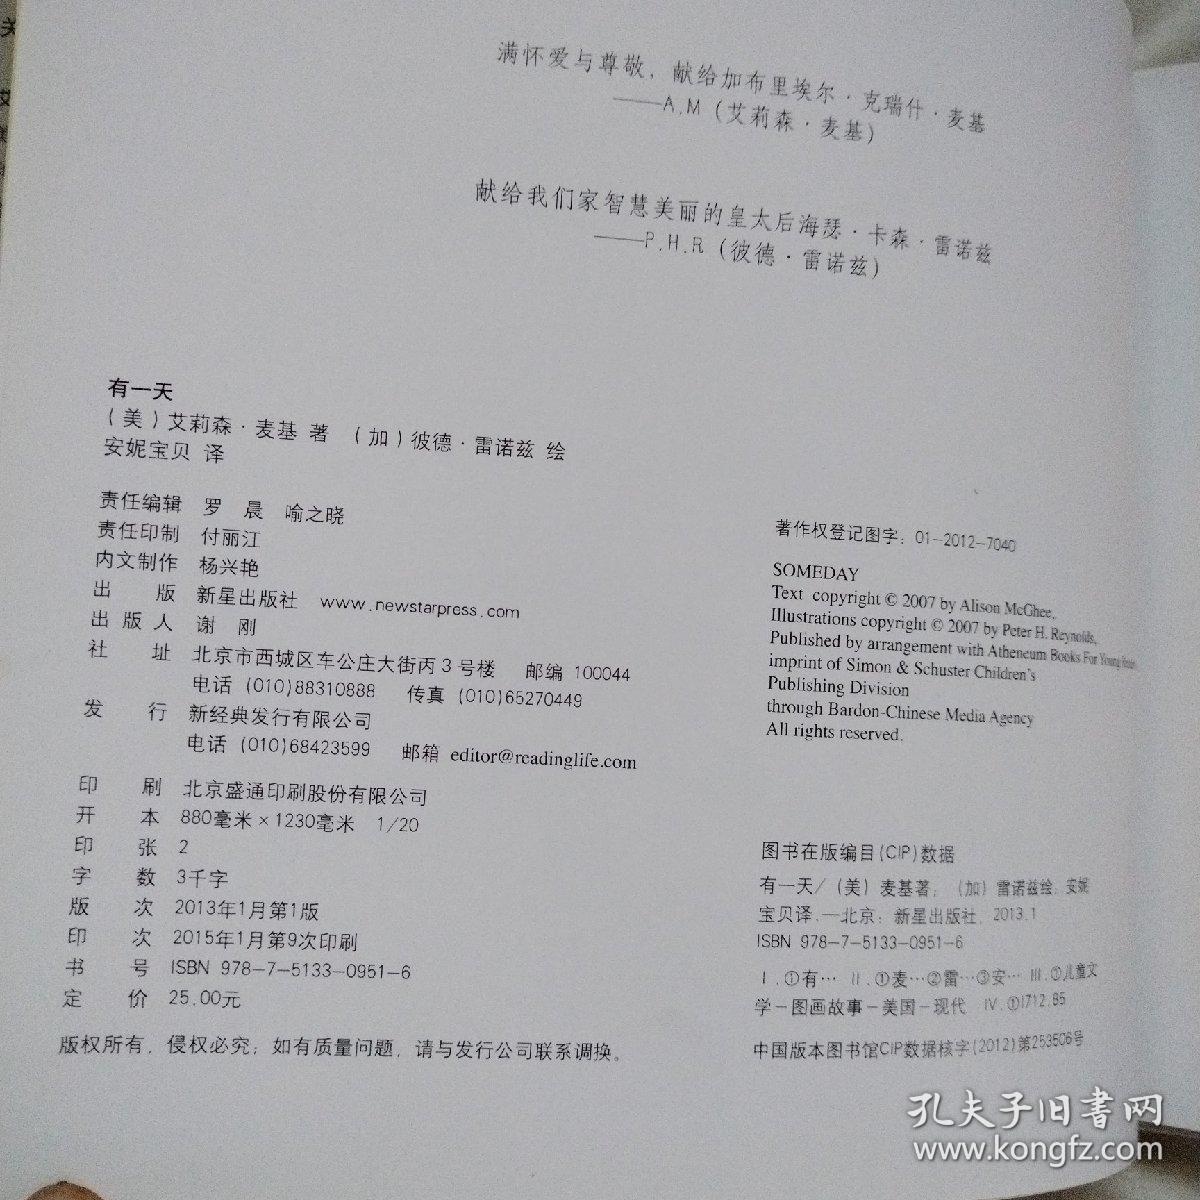 满怀爱与尊敬，献给加布里埃尔·克瑞什·麦基
——A.M（艾莉森·麦基）
献给我们家智慧美丽的皇太后海瑟·卡森·雷诺兹
——P.H.R（彼德·雷诺兹）
有一天
（美）艾莉森·麦基 著 （加）彼德·雷诺兹 绘
安妮宝贝 译
责任编辑 罗 晨 喻之晓
责任印制 付丽江
内文制作 杨兴艳
出 版 新星出版社 www.newstarpress.com
出 版 人 谢 刚
社 址 北京市西城区车公庄大街丙3号楼 邮编 100044
电话 (010)88310888 传真 (010)65270449
发 行 新经典发行有限公司
电话 (010)68423599 邮箱 editor@readinglife.com
印 刷 北京盛通印刷股份有限公司
开 本 880毫米×1230毫米 1/20
印 张 2
字 数 3千字
版 次 2013年1月第1版
印 次 2015年1月第9次印刷
书 号 ISBN 978-7-5133-0951-6
定 价 25.00元
版权所有，侵权必究；如有质量问题，请与发行公司联系调换。
著作权登记图字：01-2012-7040
SOMEDAY
Text copyright © 2007 by Alison McGhee,
Illustrations copyright © 2007 by Peter H. Reynolds,
Published by arrangement with Atheneum Books For Young
imprint of Simon & Schuster Children's
Publishing Division
through Bardon-Chinese Media Agency
All rights reserved.
图书在版编目(CIP)数据
有一天／（美）麦基著；（加）雷诺兹绘；安妮
宝贝译.—北京：新星出版社，2013.1
ISBN 978-7-5133-0951-6
Ⅰ.①有… Ⅱ.①麦…②雷…③安… Ⅲ.①儿童文
学-图画故事-美国-现代 Ⅳ.①I712.85
中国版本图书馆CIP数据核字(2012)第253506号
孔夫子旧书网
www.kongfz.com